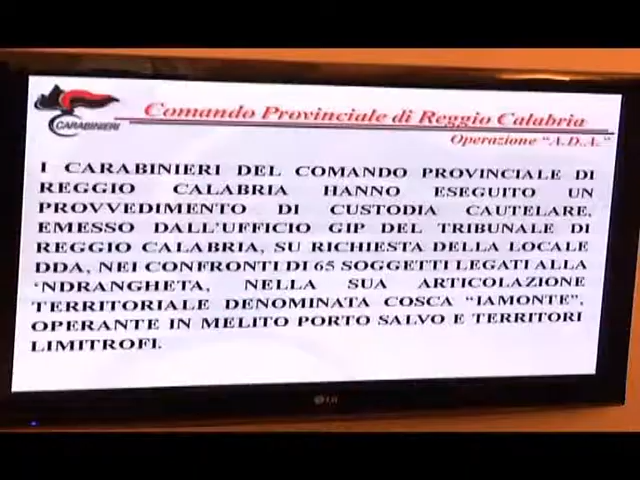 CARABINIERI
Comando Provinciale di Reggio Calabria
Operazione "A.D.A."
I CARABINIERI DEL COMANDO PROVINCIALE DI
REGGIO CALABRIA HANNO ESEGUITO UN
PROVVEDIMENTO DI CUSTODIA CAUTELARE,
EMESSO DALL'UFFICIO GIP DEL TRIBUNALE DI
REGGIO CALABRIA, SU RICHIESTA DELLA LOCALE
DDA, NEI CONFRONTI DI 65 SOGGETTI LEGATI ALLA
'NDRANGHETA, NELLA SUA ARTICOLAZIONE
TERRITORIALE DENOMINATA COSCA "IAMONTE",
OPERANTE IN MELITO PORTO SALVO E TERRITORI
LIMITROFI.
LG